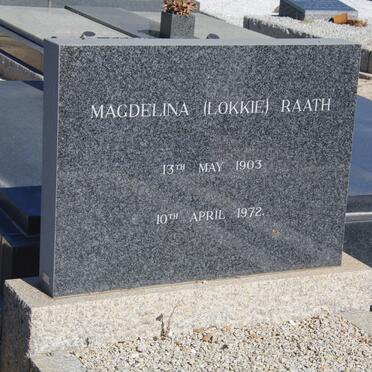 MAGDELINA (LOKKIE) RAATH
13TH MAY 1903
10TH APRIL 1972.